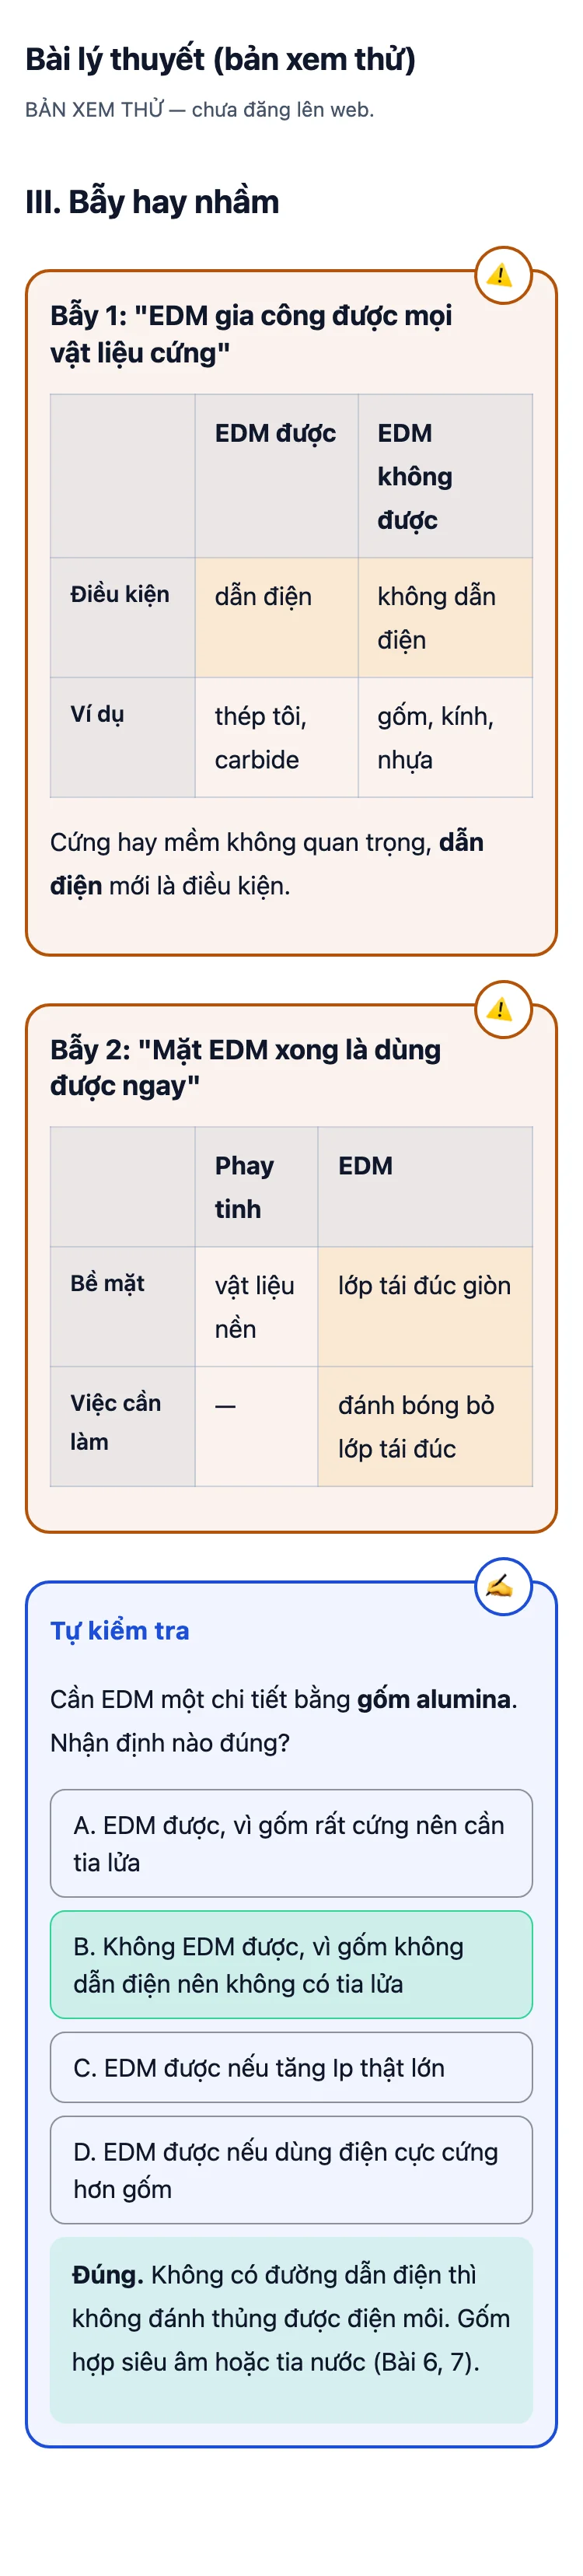 Bài lý thuyết (bản xem thử)
BẢN XEM THỬ — chưa đăng lên web.
III. Bẫy hay nhầm
Bẫy 1: "EDM gia công được mọi
vật liệu cứng"
EDM được
EDM
không
được
Điều kiện
dẫn điện
không dẫn
điện
Ví dụ
thép tôi,
carbide
gốm, kính,
nhựa
Cứng hay mềm không quan trọng, dẫn
điện mới là điều kiện.
Bẫy 2: "Mặt EDM xong là dùng
được ngay"
Phay
tinh
EDM
Bề mặt
vật liệu
nền
lớp tái đúc giòn
Việc cần
làm
—
đánh bóng bỏ
lớp tái đúc
Tự kiểm tra
Cần EDM một chi tiết bằng gốm alumina.
Nhận định nào đúng?
A. EDM được, vì gốm rất cứng nên cần
tia lửa
B. Không EDM được, vì gốm không
dẫn điện nên không có tia lửa
C. EDM được nếu tăng Ip thật lớn
D. EDM được nếu dùng điện cực cứng
hơn gốm
Đúng. Không có đường dẫn điện thì
không đánh thủng được điện môi. Gốm
hợp siêu âm hoặc tia nước (Bài 6, 7).